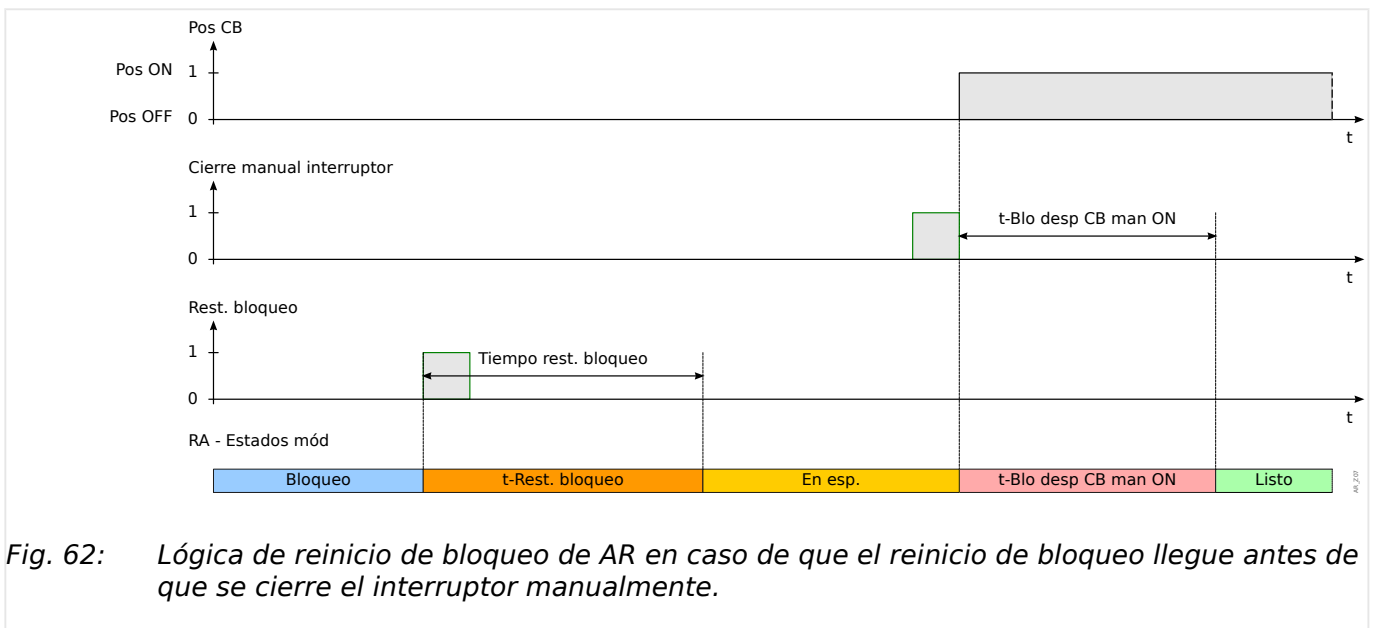 Pos CB
Pos ON 1
Pos OFF 0
t
Cierre manual interruptor
1
t-Blo desp CB man ON
0
t
Rest. bloqueo
1
Tiempo rest. bloqueo
0
t
RA - Estados mód
Bloqueo t-Rest. bloqueo En esp. t-Blo desp CB man ON Listo
AR_Z07
Fig. 62: Lógica de reinicio de bloqueo de AR en caso de que el reinicio de bloqueo llegue antes de
que se cierre el interruptor manualmente.